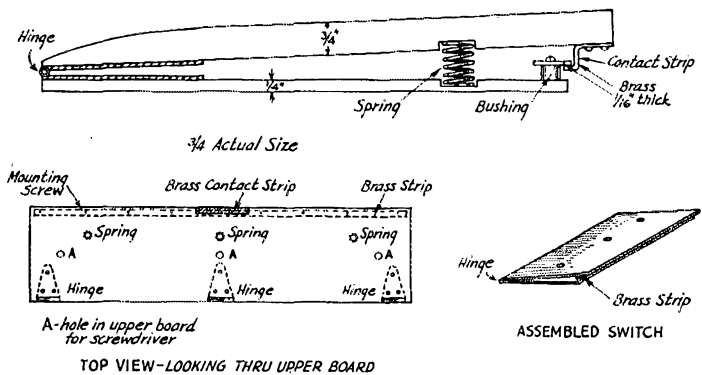 Hinge
3/4"
Contact Strip
1/4"
Spring
Bushing
Brass
1/16" thick
3/4 Actual Size
Mounting
Screw
Brass Contact Strip
Brass Strip
Spring
Spring
Spring
A
A
A
Hinge
Hinge
Hinge
A-hole in upper board
for screwdriver
TOP VIEW-LOOKING THRU UPPER BOARD
Hinge
Brass Strip
ASSEMBLED SWITCH